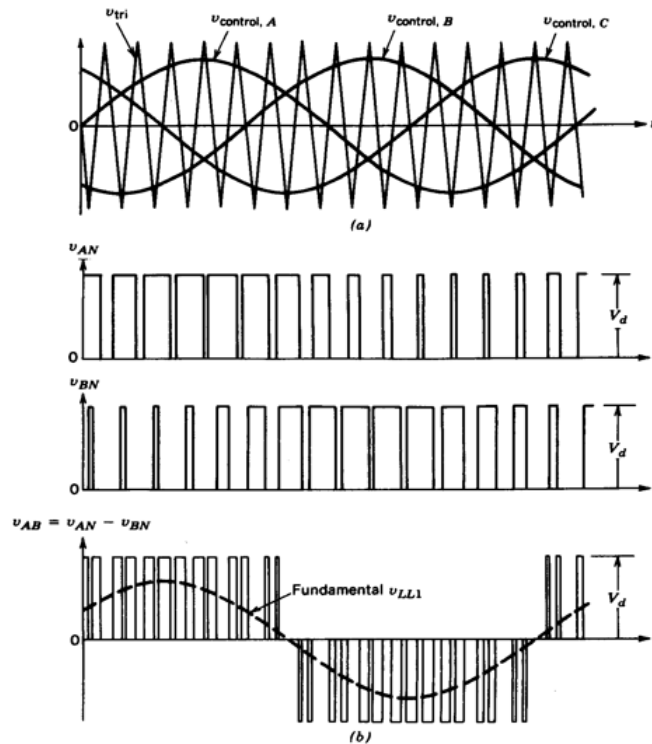 v_tri
v_control, A
v_control, B
v_control, C
0
t
(a)
v_AN
V_d
0
v_BN
V_d
0
v_AB = v_AN − v_BN
Fundamental v_LL1
V_d
0
(b)